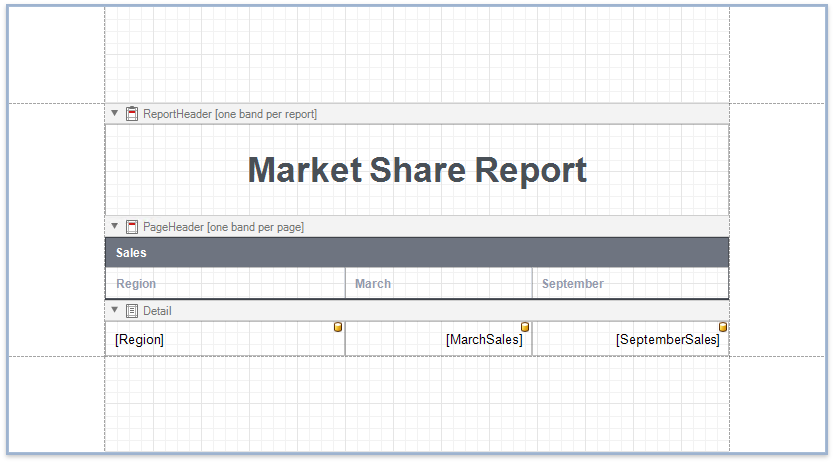 ReportHeader [one band per report]
Market Share Report
PageHeader [one band per page]
Sales
Region March September
Detail
[Region] [MarchSales] [SeptemberSales]